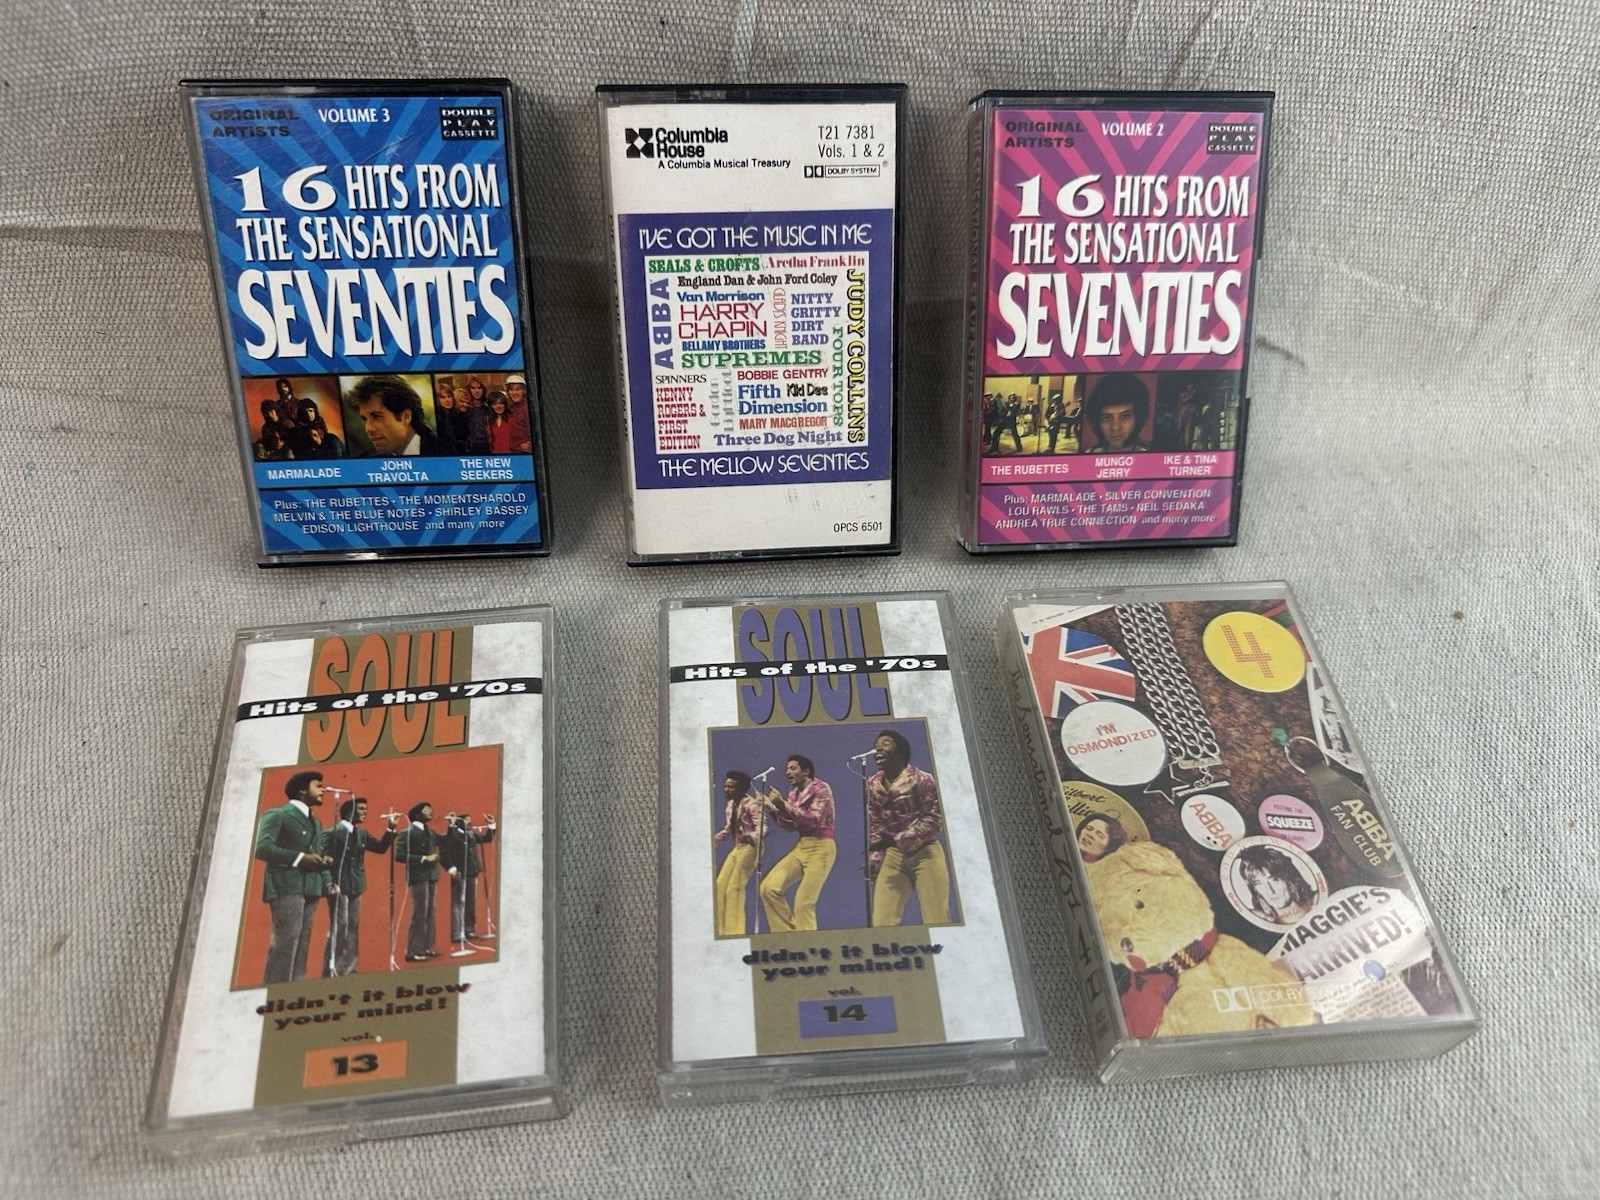 ORIGINAL
ARTISTS
VOLUME 3
DOUBLE
PLAY
CASSETTE
16 HITS FROM
THE SENSATIONAL
SEVENTIES
MARMALADE
JOHN
TRAVOLTA
THE NEW
SEEKERS
Plus: THE RUBETTES • THE MOMENTSHAROLD
MELVIN & THE BLUE NOTES • SHIRLEY BASSEY
EDISON LIGHTHOUSE and many more
Columbia
House
A Columbia Musical Treasury
T21 7381
Vols. 1 & 2
DOLBY SYSTEM®
I'VE GOT THE MUSIC IN ME
SEALS & CROFTS
Aretha Franklin
England Dan & John Ford Coley
ABBA
Van Morrison
HARRY
CHAPIN
BELLAMY BROTHERS
GLADYS KNIGHT
NITTY
GRITTY
DIRT
BAND
JUDY COLLINS
FOUR TOPS
SUPREMES
SPINNERS
KENNY
ROGERS &
FIRST
EDITION
BOBBIE GENTRY
Fifth
Dimension
Kiki Dee
MARY MACGREGOR
Three Dog Night
THE MELLOW SEVENTIES
OPCS 6501
ORIGINAL
ARTISTS
VOLUME 2
DOUBLE
PLAY
CASSETTE
16 HITS FROM
THE SENSATIONAL
SEVENTIES
THE RUBETTES
MUNGO
JERRY
IKE & TINA
TURNER
Plus: MARMALADE • SILVER CONVENTION
LOU RAWLS • THE TAMS • NEIL SEDAKA
ANDREA TRUE CONNECTION and many more
SOUL
Hits of the '70s
didn't it blow
your mind!
vol.
13
SOUL
Hits of the '70s
didn't it blow
your mind!
vol.
14
4
I'M
OSMONDIZED
ABBA
SQUEEZE
ABBA
FAN CLUB
MAGGIE'S
ARRIVED!
DOLBY